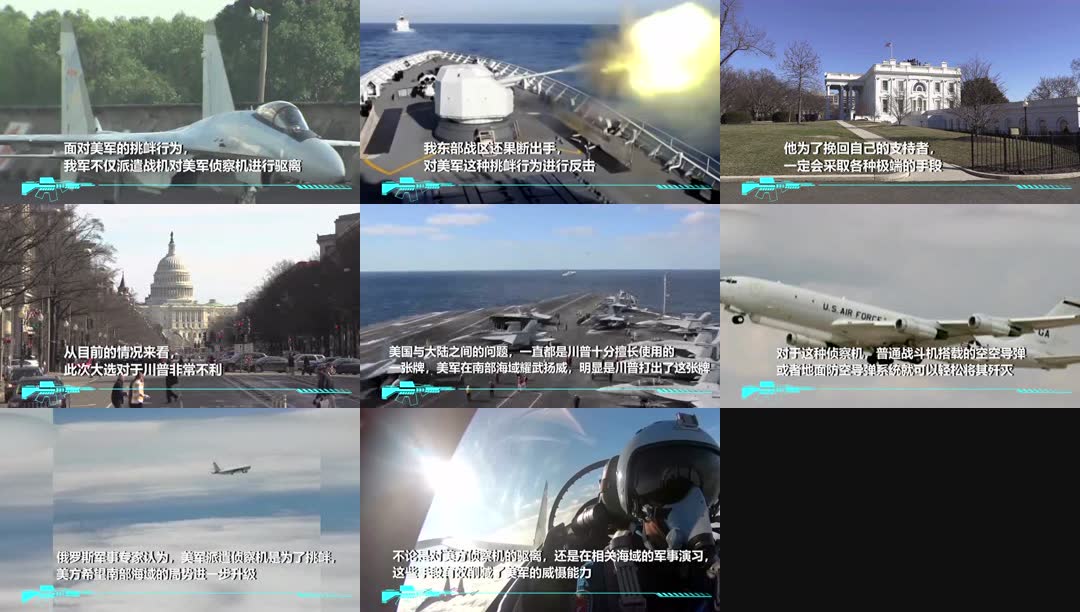 面对美军的挑衅行为，
我军不仅派遣战机对美军侦察机进行驱离
我东部战区还果断出手，
对美军这种挑衅行为进行反击
他为了挽回自己的支持者，
一定会采取各种极端的手段
从目前的情况来看，
此次大选对于川普非常不利
美国与大陆之间的问题，一直都是川普十分擅长使用的
一张牌，美军在南部海域耀武扬威，明显是川普打出了这张牌
U.S. AIR FORCE
对于这种侦察机，普通战斗机搭载的空空导弹
或者地面防空导弹系统就可以轻松将其歼灭
俄罗斯军事专家认为，美军派遣侦察机是为了挑衅，
美方希望南部海域的局势进一步升级
不论是对美方侦察机的驱离，还是在相关海域的军事演习，
这些手段有效削减了美军的威慑能力